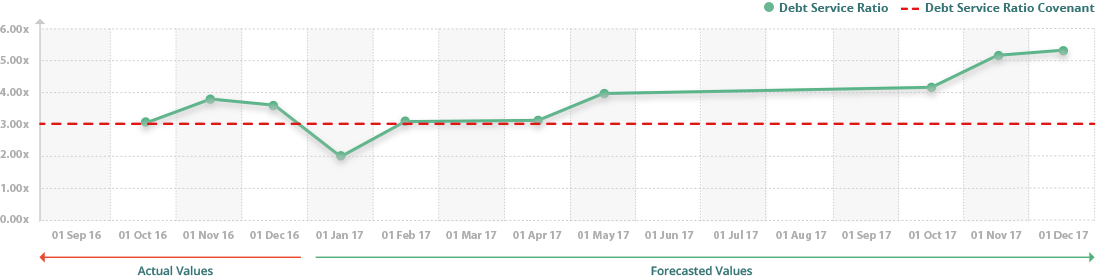 Debt Service Ratio Debt Service Ratio Covenant
6.00x
5.00x
4.00x
3.00x
2.00x
1.00x
0.00x
01 Sep 16 01 Oct 16 01 Nov 16 01 Dec 16 01 Jan 17 01 Feb 17 01 Mar 17 01 Apr 17 01 May 17 01 Jun 17 01 Jul 17 01 Aug 17 01 Sep 17 01 Oct 17 01 Nov 17 01 Dec 17
Actual Values Forecasted Values